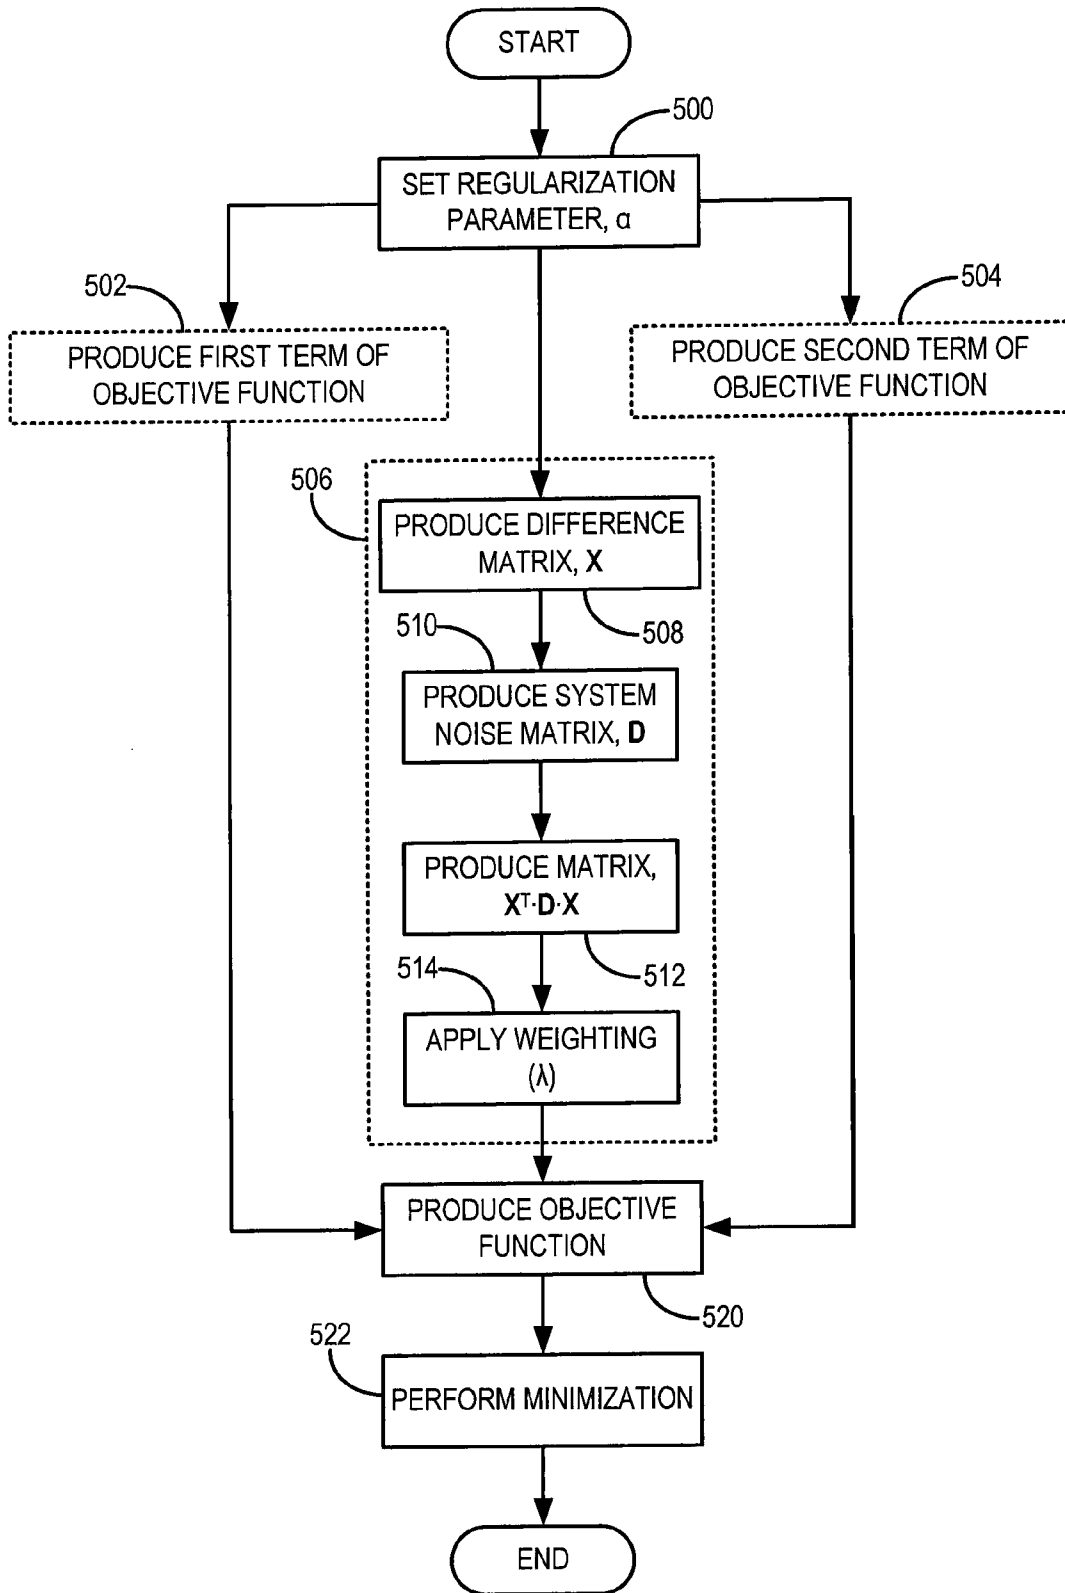 START
500
SET REGULARIZATION
PARAMETER, α
502
504
PRODUCE FIRST TERM OF
OBJECTIVE FUNCTION
PRODUCE SECOND TERM OF
OBJECTIVE FUNCTION
506
PRODUCE DIFFERENCE
MATRIX, X
508
510
PRODUCE SYSTEM
NOISE MATRIX, D
PRODUCE MATRIX,
Xᵀ·D·X
512
514
APPLY WEIGHTING
(λ)
PRODUCE OBJECTIVE
FUNCTION
520
522
PERFORM MINIMIZATION
END